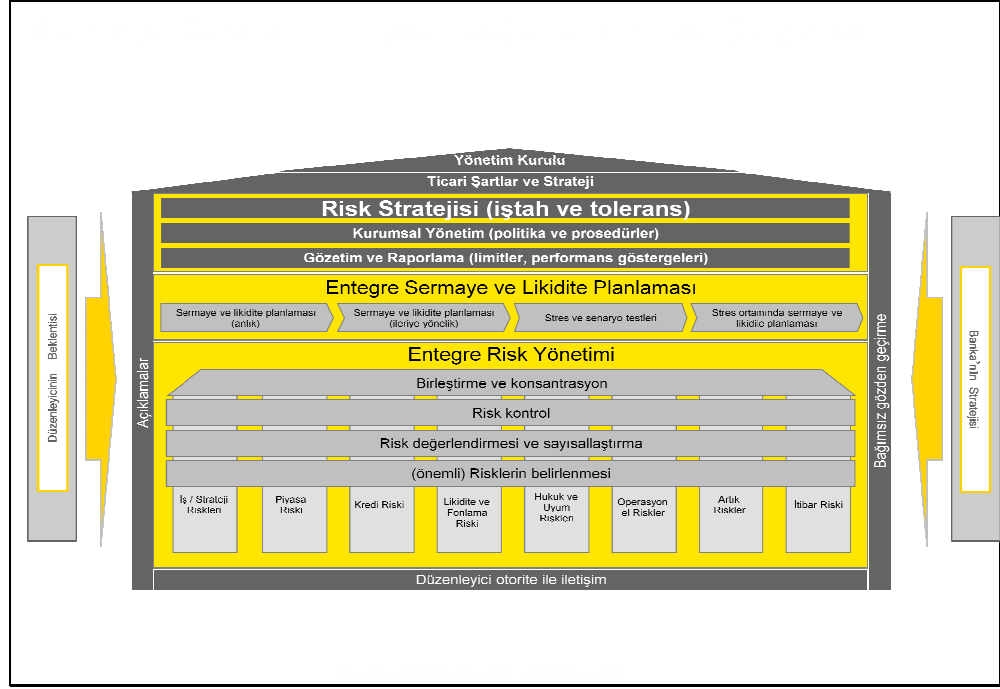 Yönetim Kurulu
Ticari Şartlar ve Strateji
Risk Stratejisi (iştah ve tolerans)
Kurumsal Yönetim (politika ve prosedürler)
Gözetim ve Raporlama (limitler, performans göstergeleri)
Entegre Sermaye ve Likidite Planlaması
Sermaye ve likidite planlaması
(anlık)
Sermaye ve likidite planlaması
(ileriye yönelik)
Stres ve senaryo testleri
Stres ortamında sermaye ve
likidite planlaması
Entegre Risk Yönetimi
Birleştirme ve konsantrasyon
Risk kontrol
Risk değerlendirmesi ve sayısallaştırma
(önemli) Risklerin belirlenmesi
İş / Strateji
Riskleri
Piyasa
Riski
Kredi Riski
Likidite ve
Fonlama
Riski
Hukuk ve
Uyum
Riskleri
Operasyon
el Riskler
Artık
Riskler
İtibar Riski
Düzenleyici otorite ile iletişim
Düzenleyicinin Beklentisi
Açıklamalar
Bağımsız gözden geçirme
Banka'nın Stratejisi